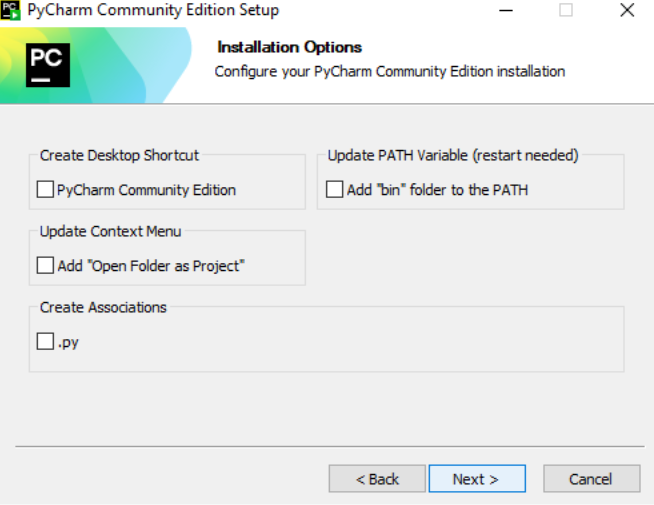 PyCharm Community Edition Setup
PC
Installation Options
Configure your PyCharm Community Edition installation
Create Desktop Shortcut
PyCharm Community Edition
Update PATH Variable (restart needed)
Add "bin" folder to the PATH
Update Context Menu
Add "Open Folder as Project"
Create Associations
.py
< Back
Next >
Cancel